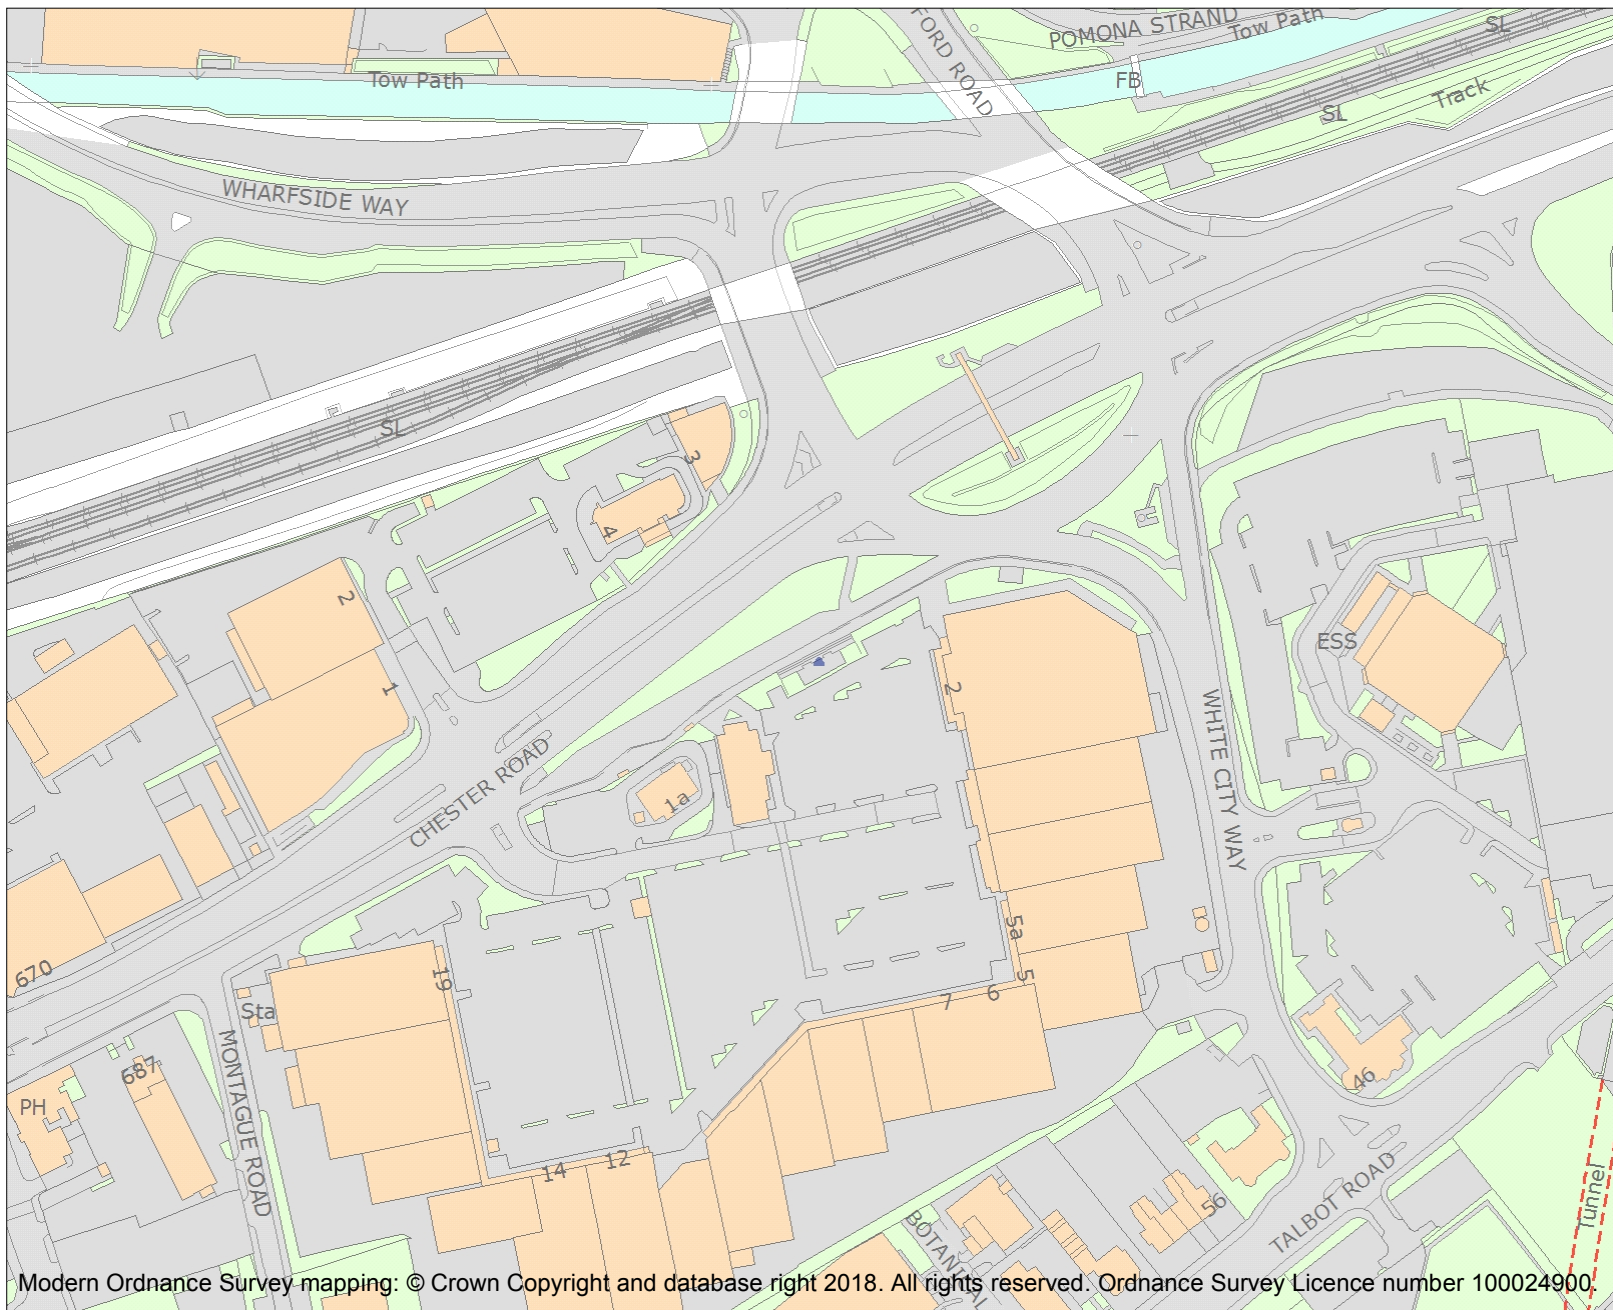 FORD ROAD
POMONA STRAND
Tow Path
SL
Tow Path
FB
Track
SL
WHARFSIDE WAY
SL
3
4
2
ESS
1
2
WHITE CITY WAY
CHESTER ROAD
1a
5a
670
19
5
7
6
Sta
687
46
PH
MONTAGUE ROAD
14
12
56
TALBOT ROAD
Tunnel
BOTANICAL
Modern Ordnance Survey mapping: © Crown Copyright and database right 2018. All rights reserved. Ordnance Survey Licence number 100024900.